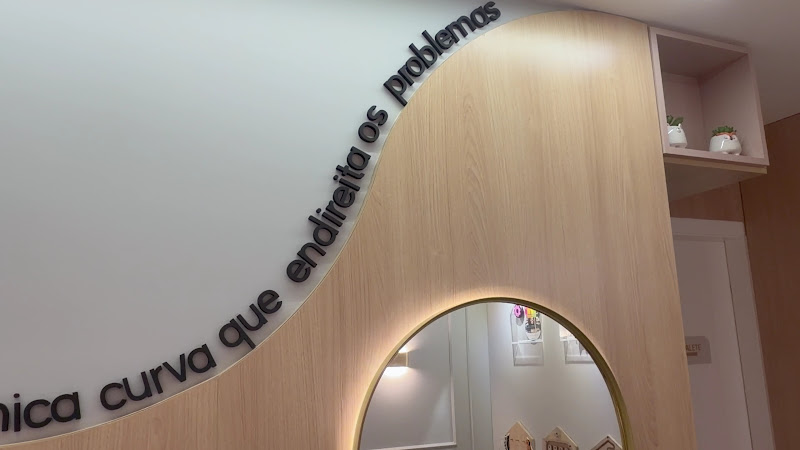 nica curva que endireita os problemas